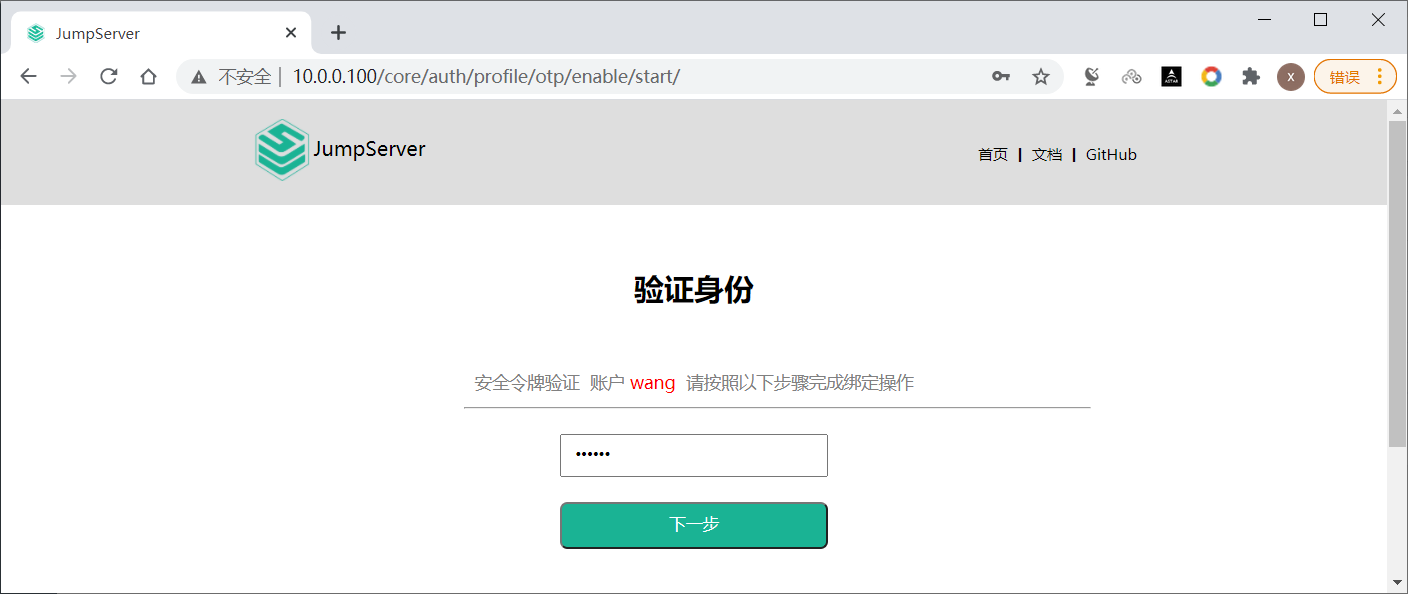 JumpServer
不安全 | 10.0.0.100/core/auth/profile/otp/enable/start/
ASTAR
x
错误
JumpServer
首页 | 文档 | GitHub
验证身份
安全令牌验证 账户 wang 请按照以下步骤完成绑定操作
••••••
下一步